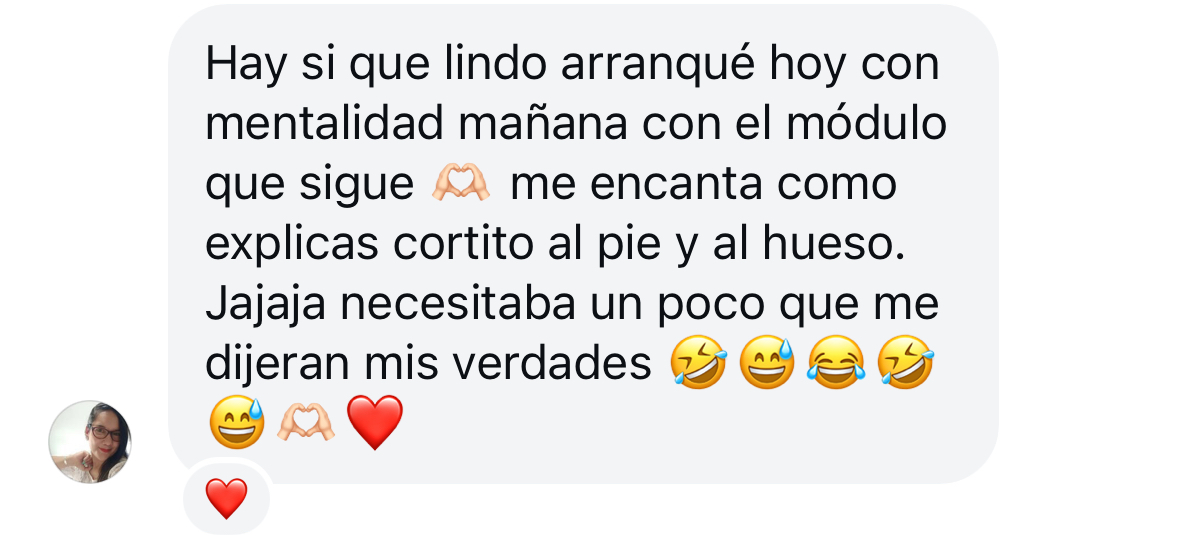 Hay si que lindo arranqué hoy con
mentalidad mañana con el módulo
que sigue 🫶🏻 me encanta como
explicas cortito al pie y al hueso.
Jajaja necesitaba un poco que me
dijeran mis verdades 🤣😅😂🤣
😅🫶🏻❤️
❤️